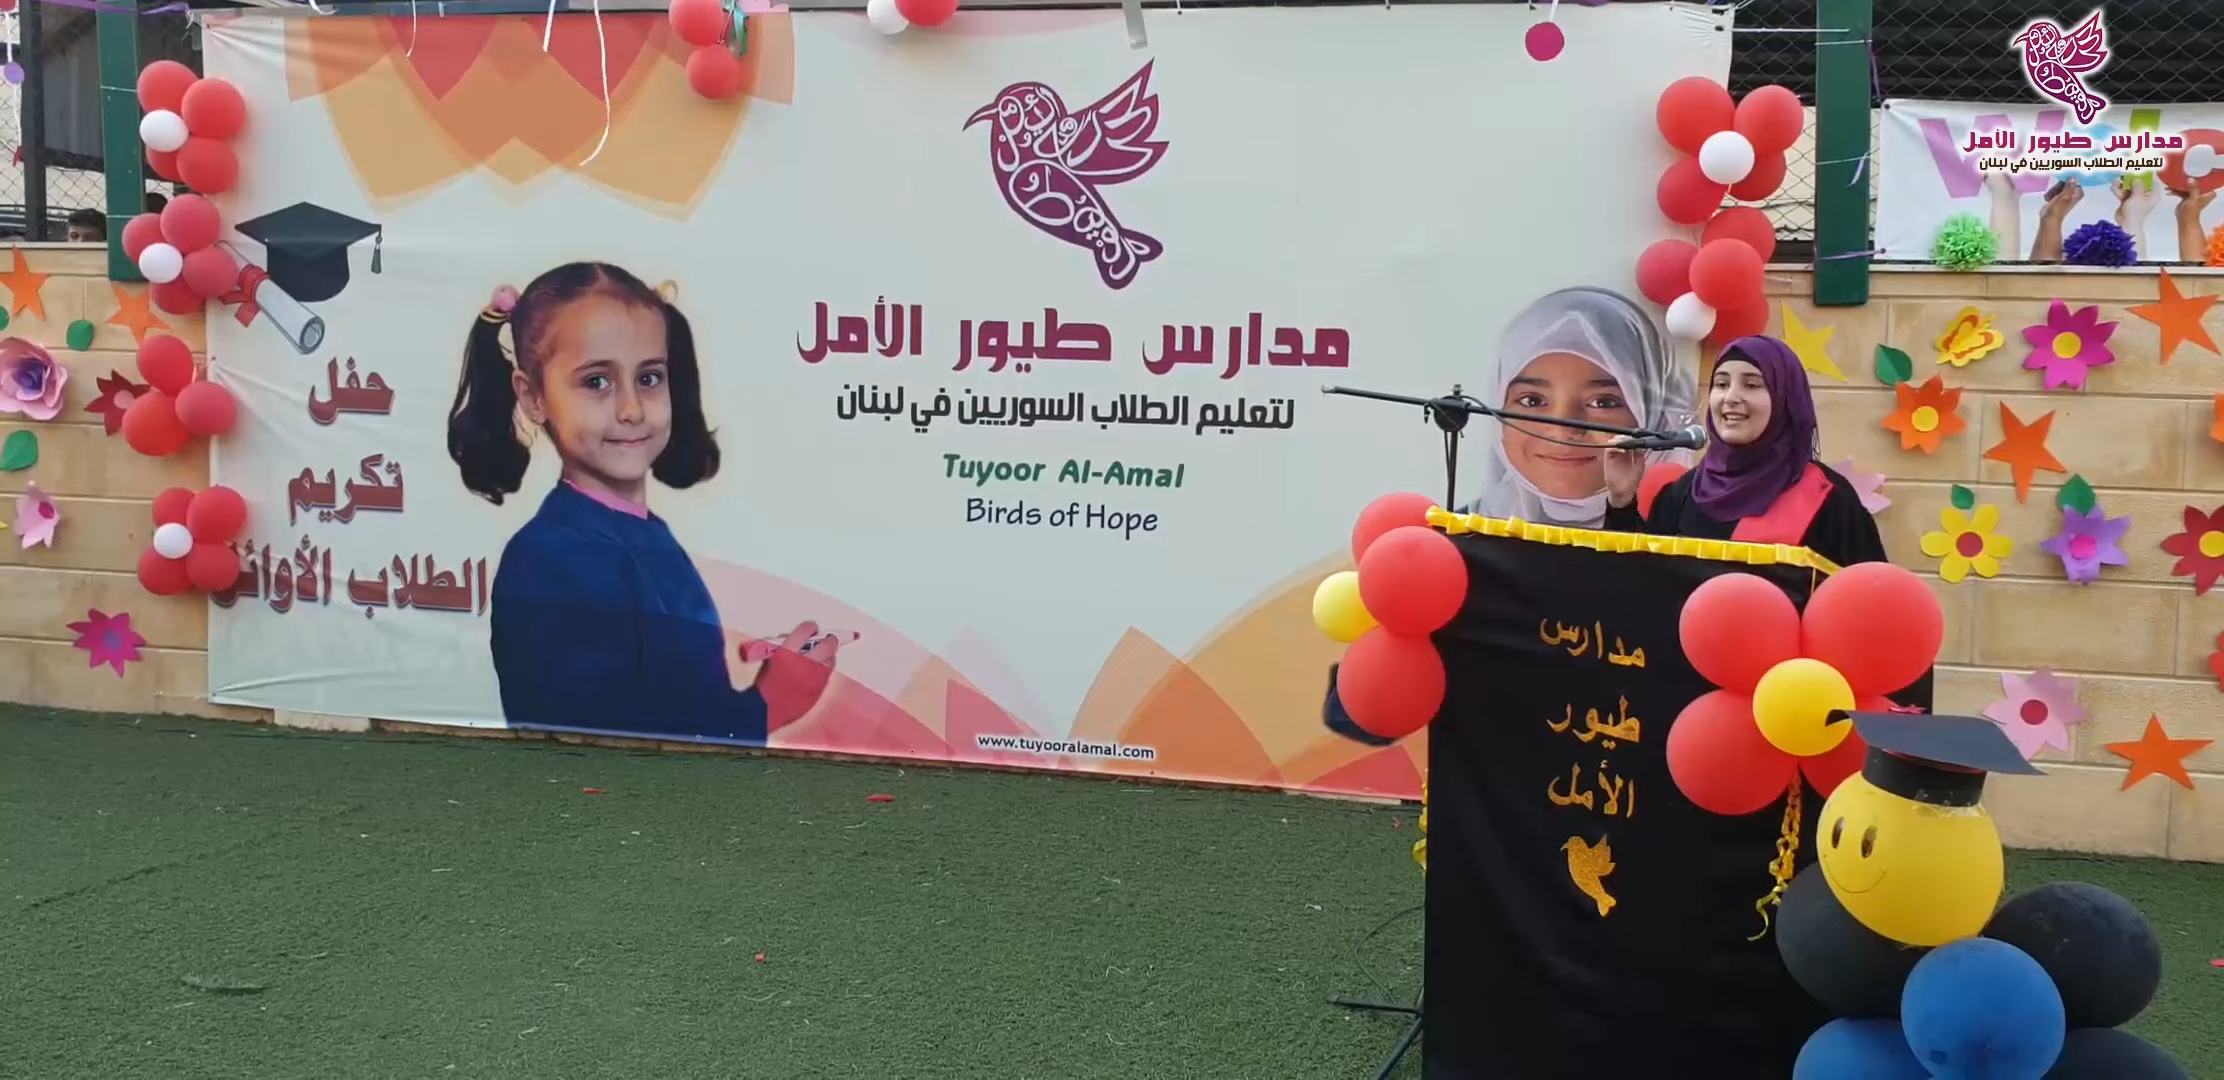 مدارس طيور الأمل
لتعليم الطلاب السوريين في لبنان
Tuyoor Al-Amal
Birds of Hope
www.tuyooralamal.com
حفل
تكريم
الطلاب الأوائل
مدارس
طيور
الأمل
مدارس طيور الأمل
لتعليم الطلاب السوريين في لبنان